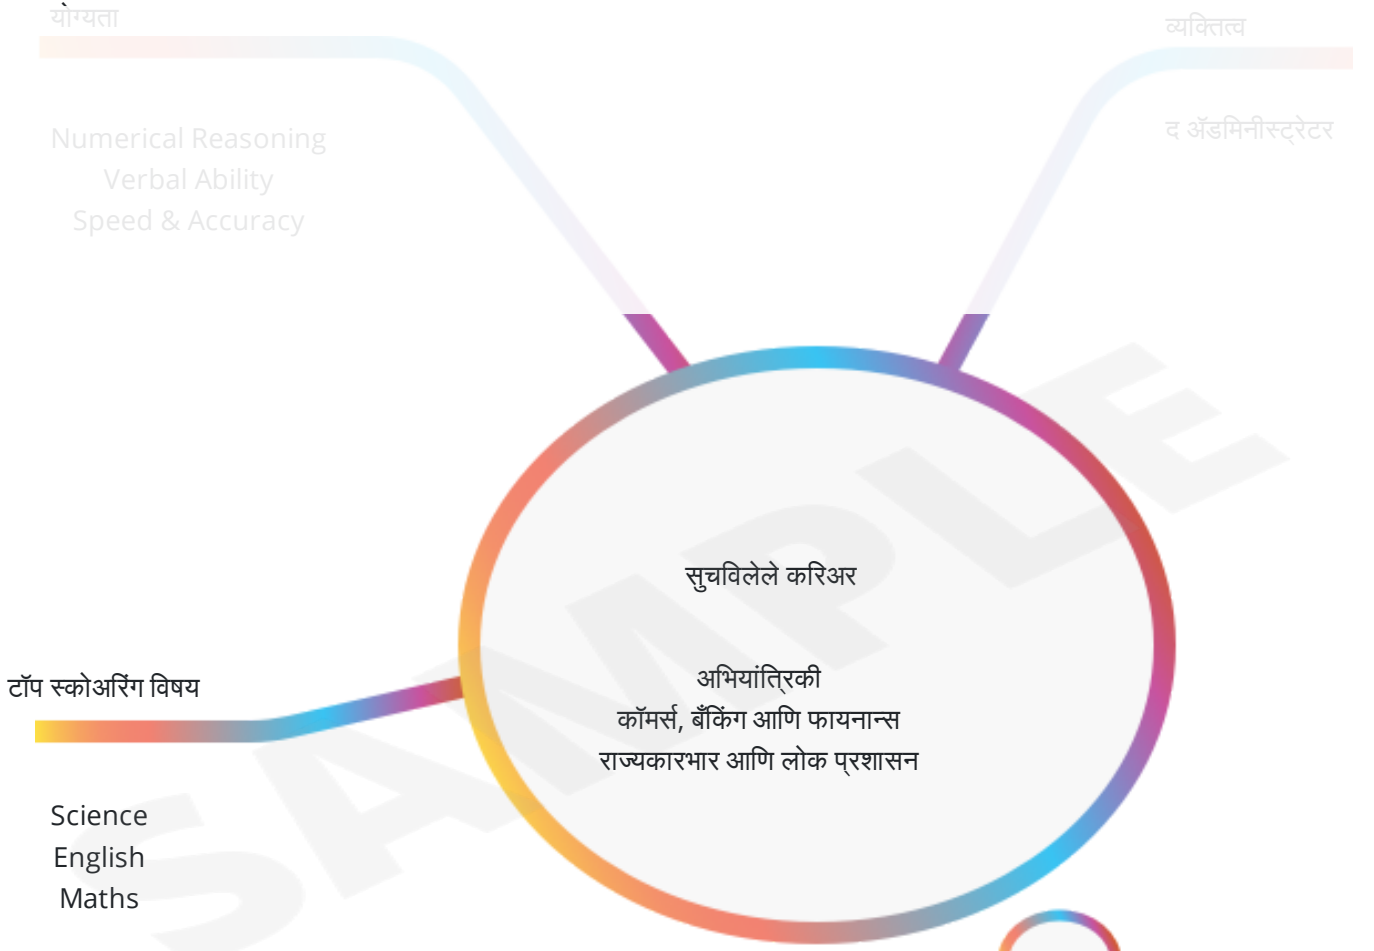 योग्यता
व्यक्तित्व
Numerical Reasoning
Verbal Ability
Speed & Accuracy
द ॲडमिनीस्ट्रेटर
सुचविलेले करिअर
अभियांत्रिकी
कॉमर्स, बँकिंग आणि फायनान्स
राज्यकारभार आणि लोक प्रशासन
टॉप स्कोअरिंग विषय
Science
English
Maths
SAMPLE